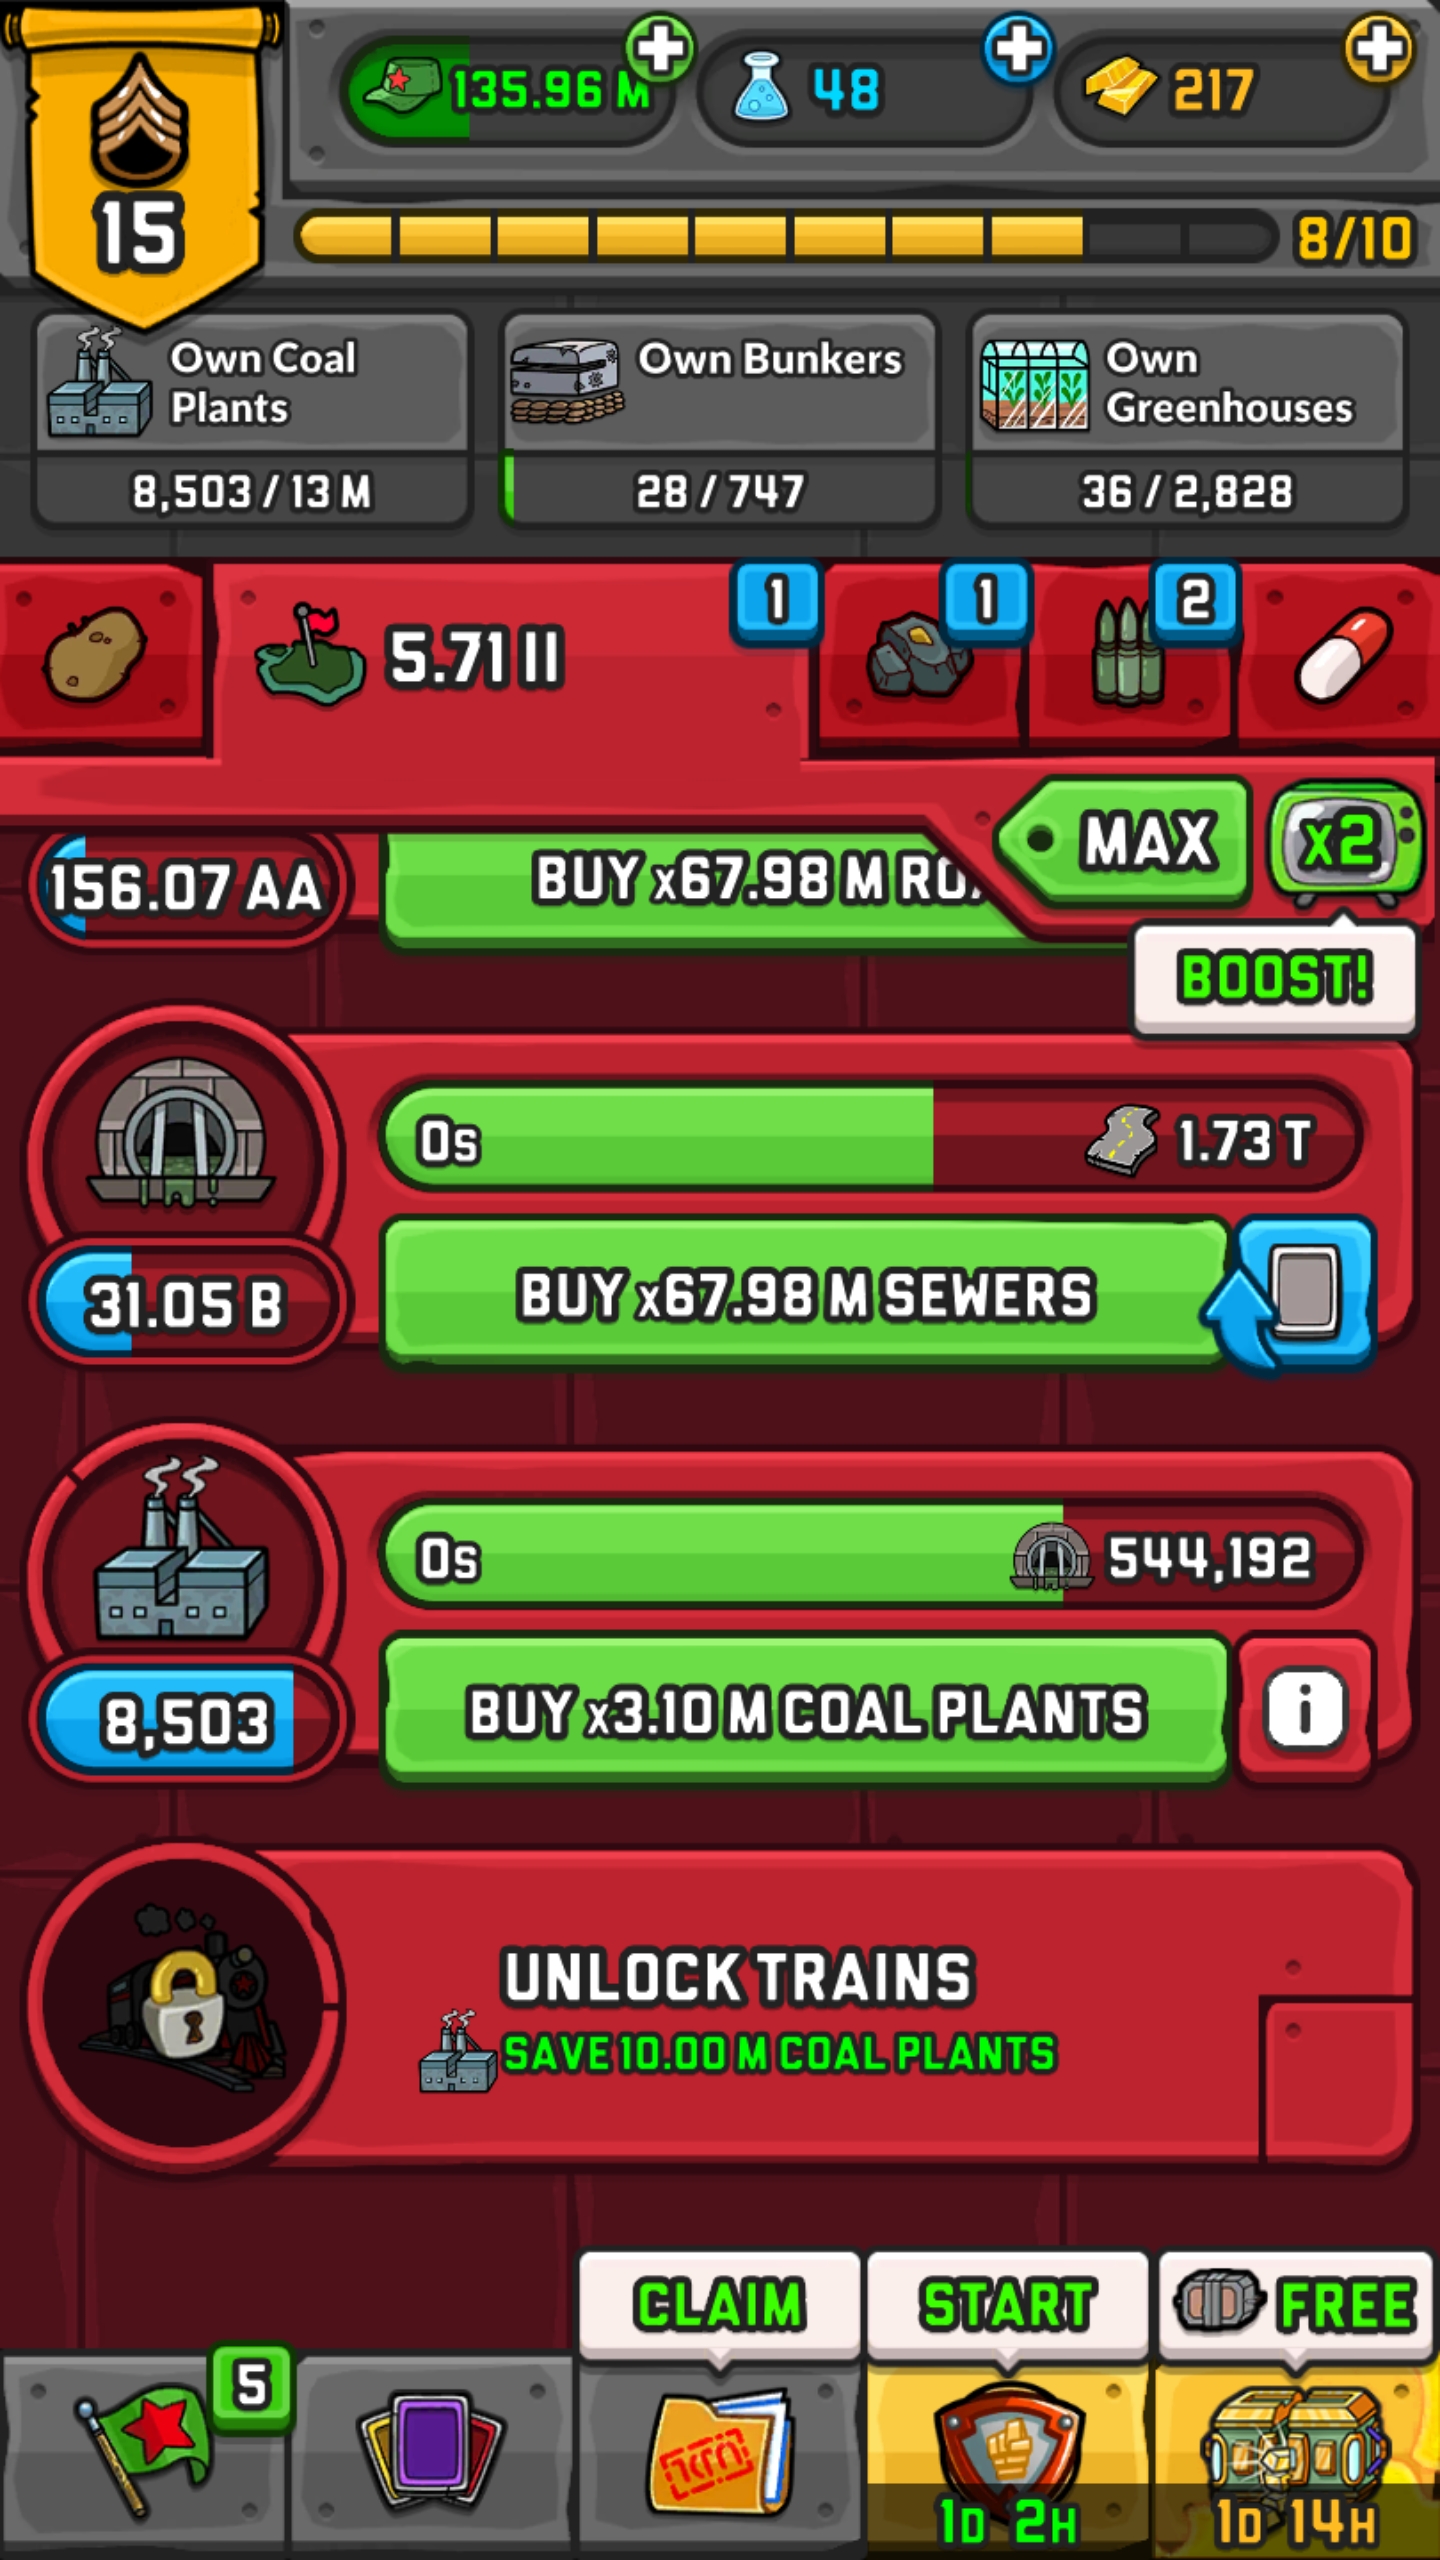 135.96 M
48
217
15
8/10
Own Coal
Plants
Own Bunkers
Own
Greenhouses
8,503 / 13 M
28 / 747
36 / 2,828
5.71 II
1
1
2
MAX
x2
156.07 AA
BUY x67.98 M
BOOST!
0s
1.73 T
31.05 B
BUY x67.98 M SEWERS
0s
544,192
8,503
BUY x3.10 M COAL PLANTS
i
UNLOCK TRAINS
SAVE 10.00 M COAL PLANTS
CLAIM
START
FREE
5
1D 2H
1D 14H